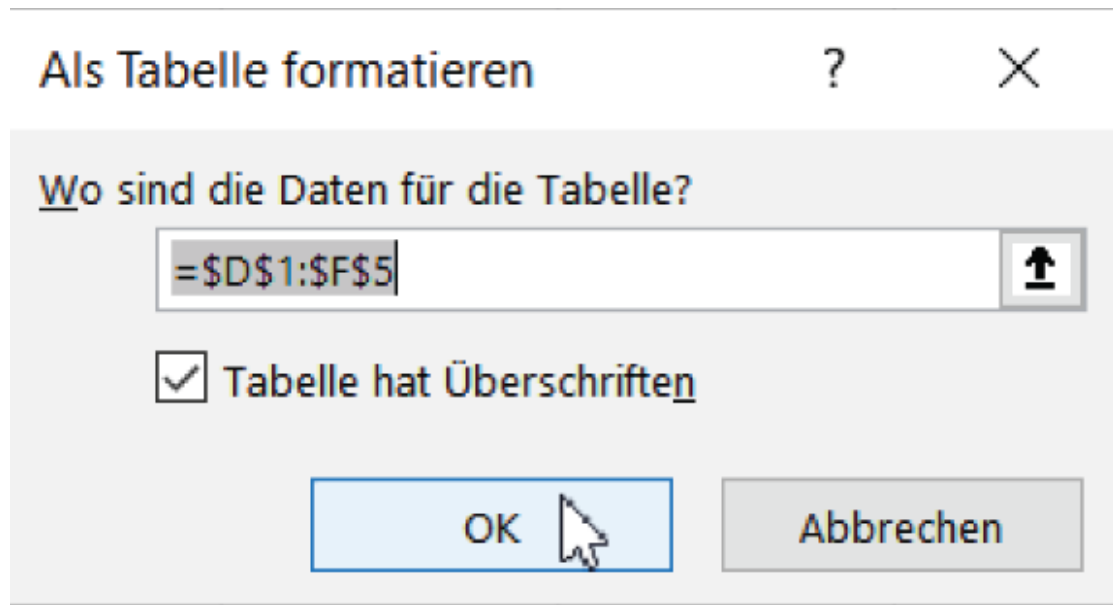 Als Tabelle formatieren ?
Wo sind die Daten für die Tabelle?
=$D$1:$F$5
Tabelle hat Überschriften
OK Abbrechen